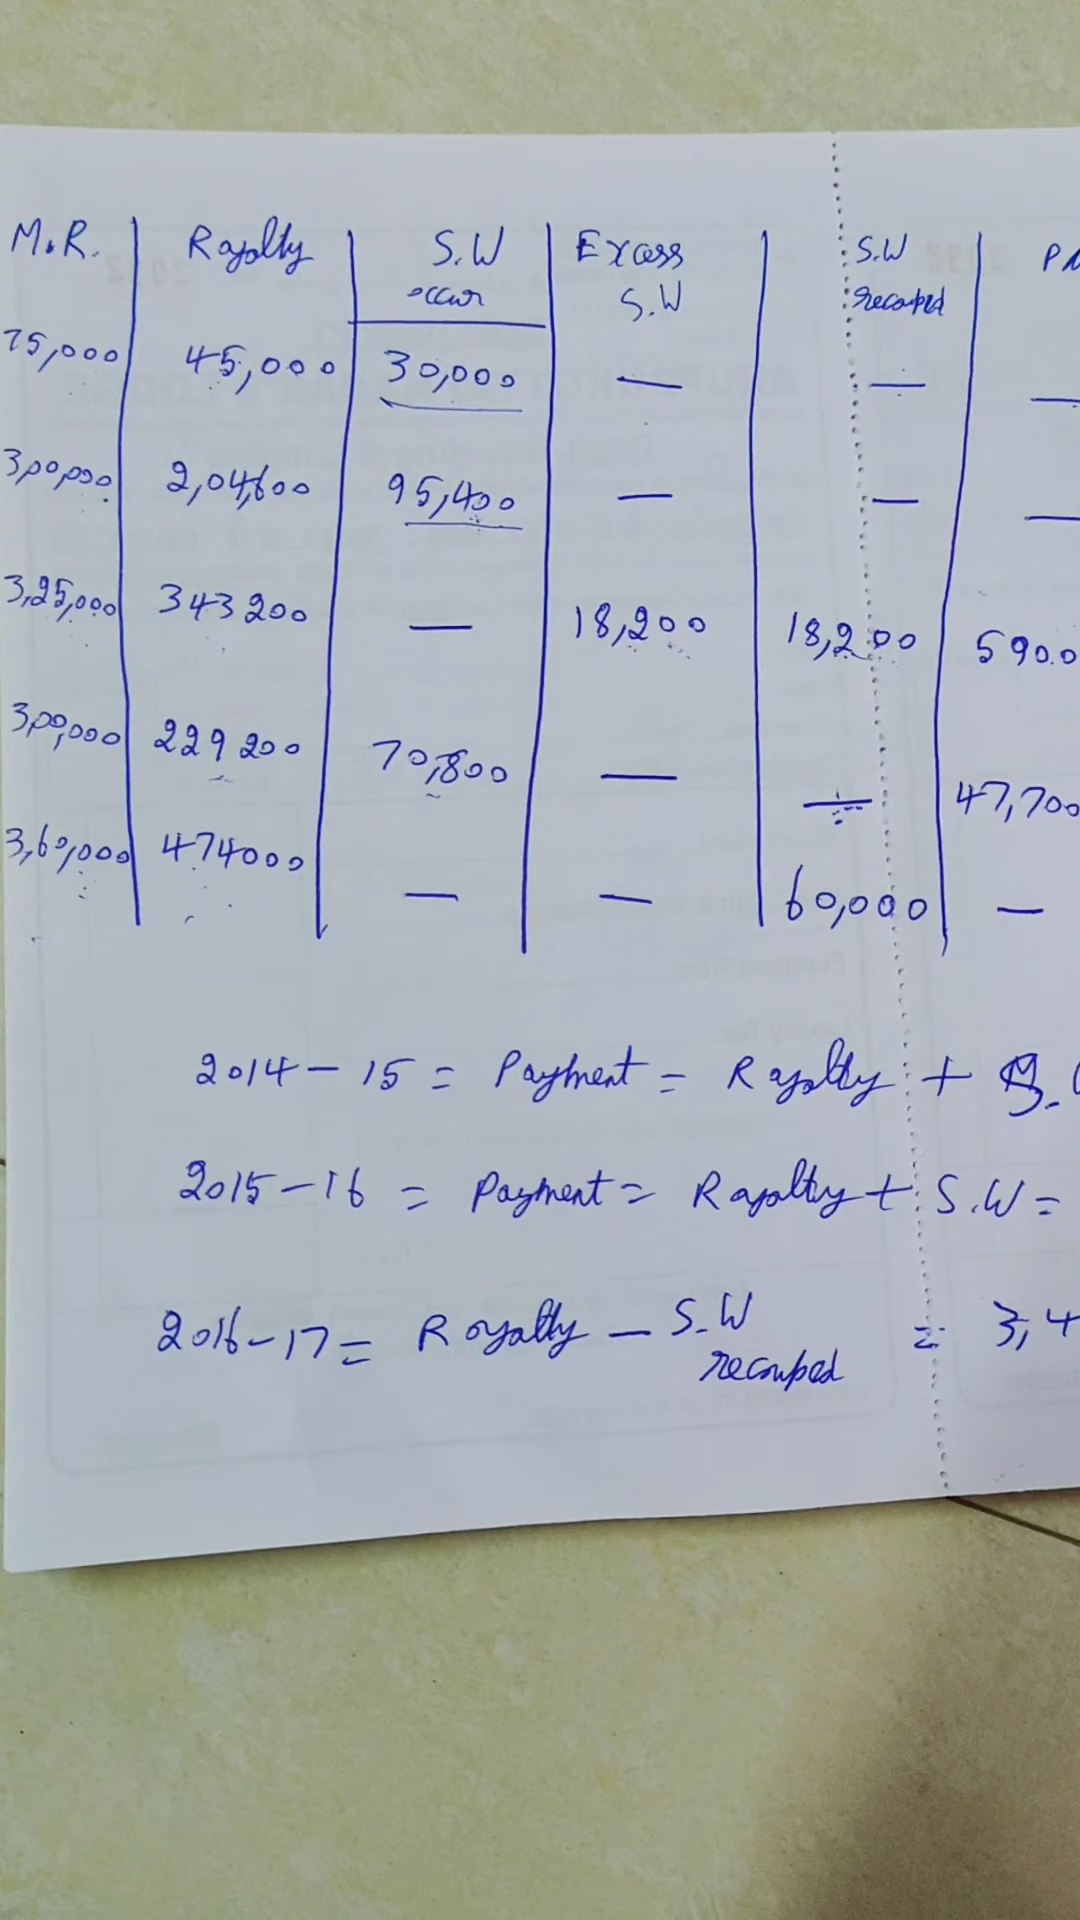 M.R. Royalty S.W Excess S.W
occur S.W recouped
75,000 45,000 30,000 — —
3,00,000 2,04,600 95,400 — —
3,25,000 343200 — 18,200 18,200 5900
3,00,000 229200 70,800 — — 47,700
3,60,000 474000 — — 60,000 —
2014-15 = Payment = Royalty +
2015-16 = Payment = Royalty + S.W =
2016-17 = Royalty — S.W = 3,4
recouped